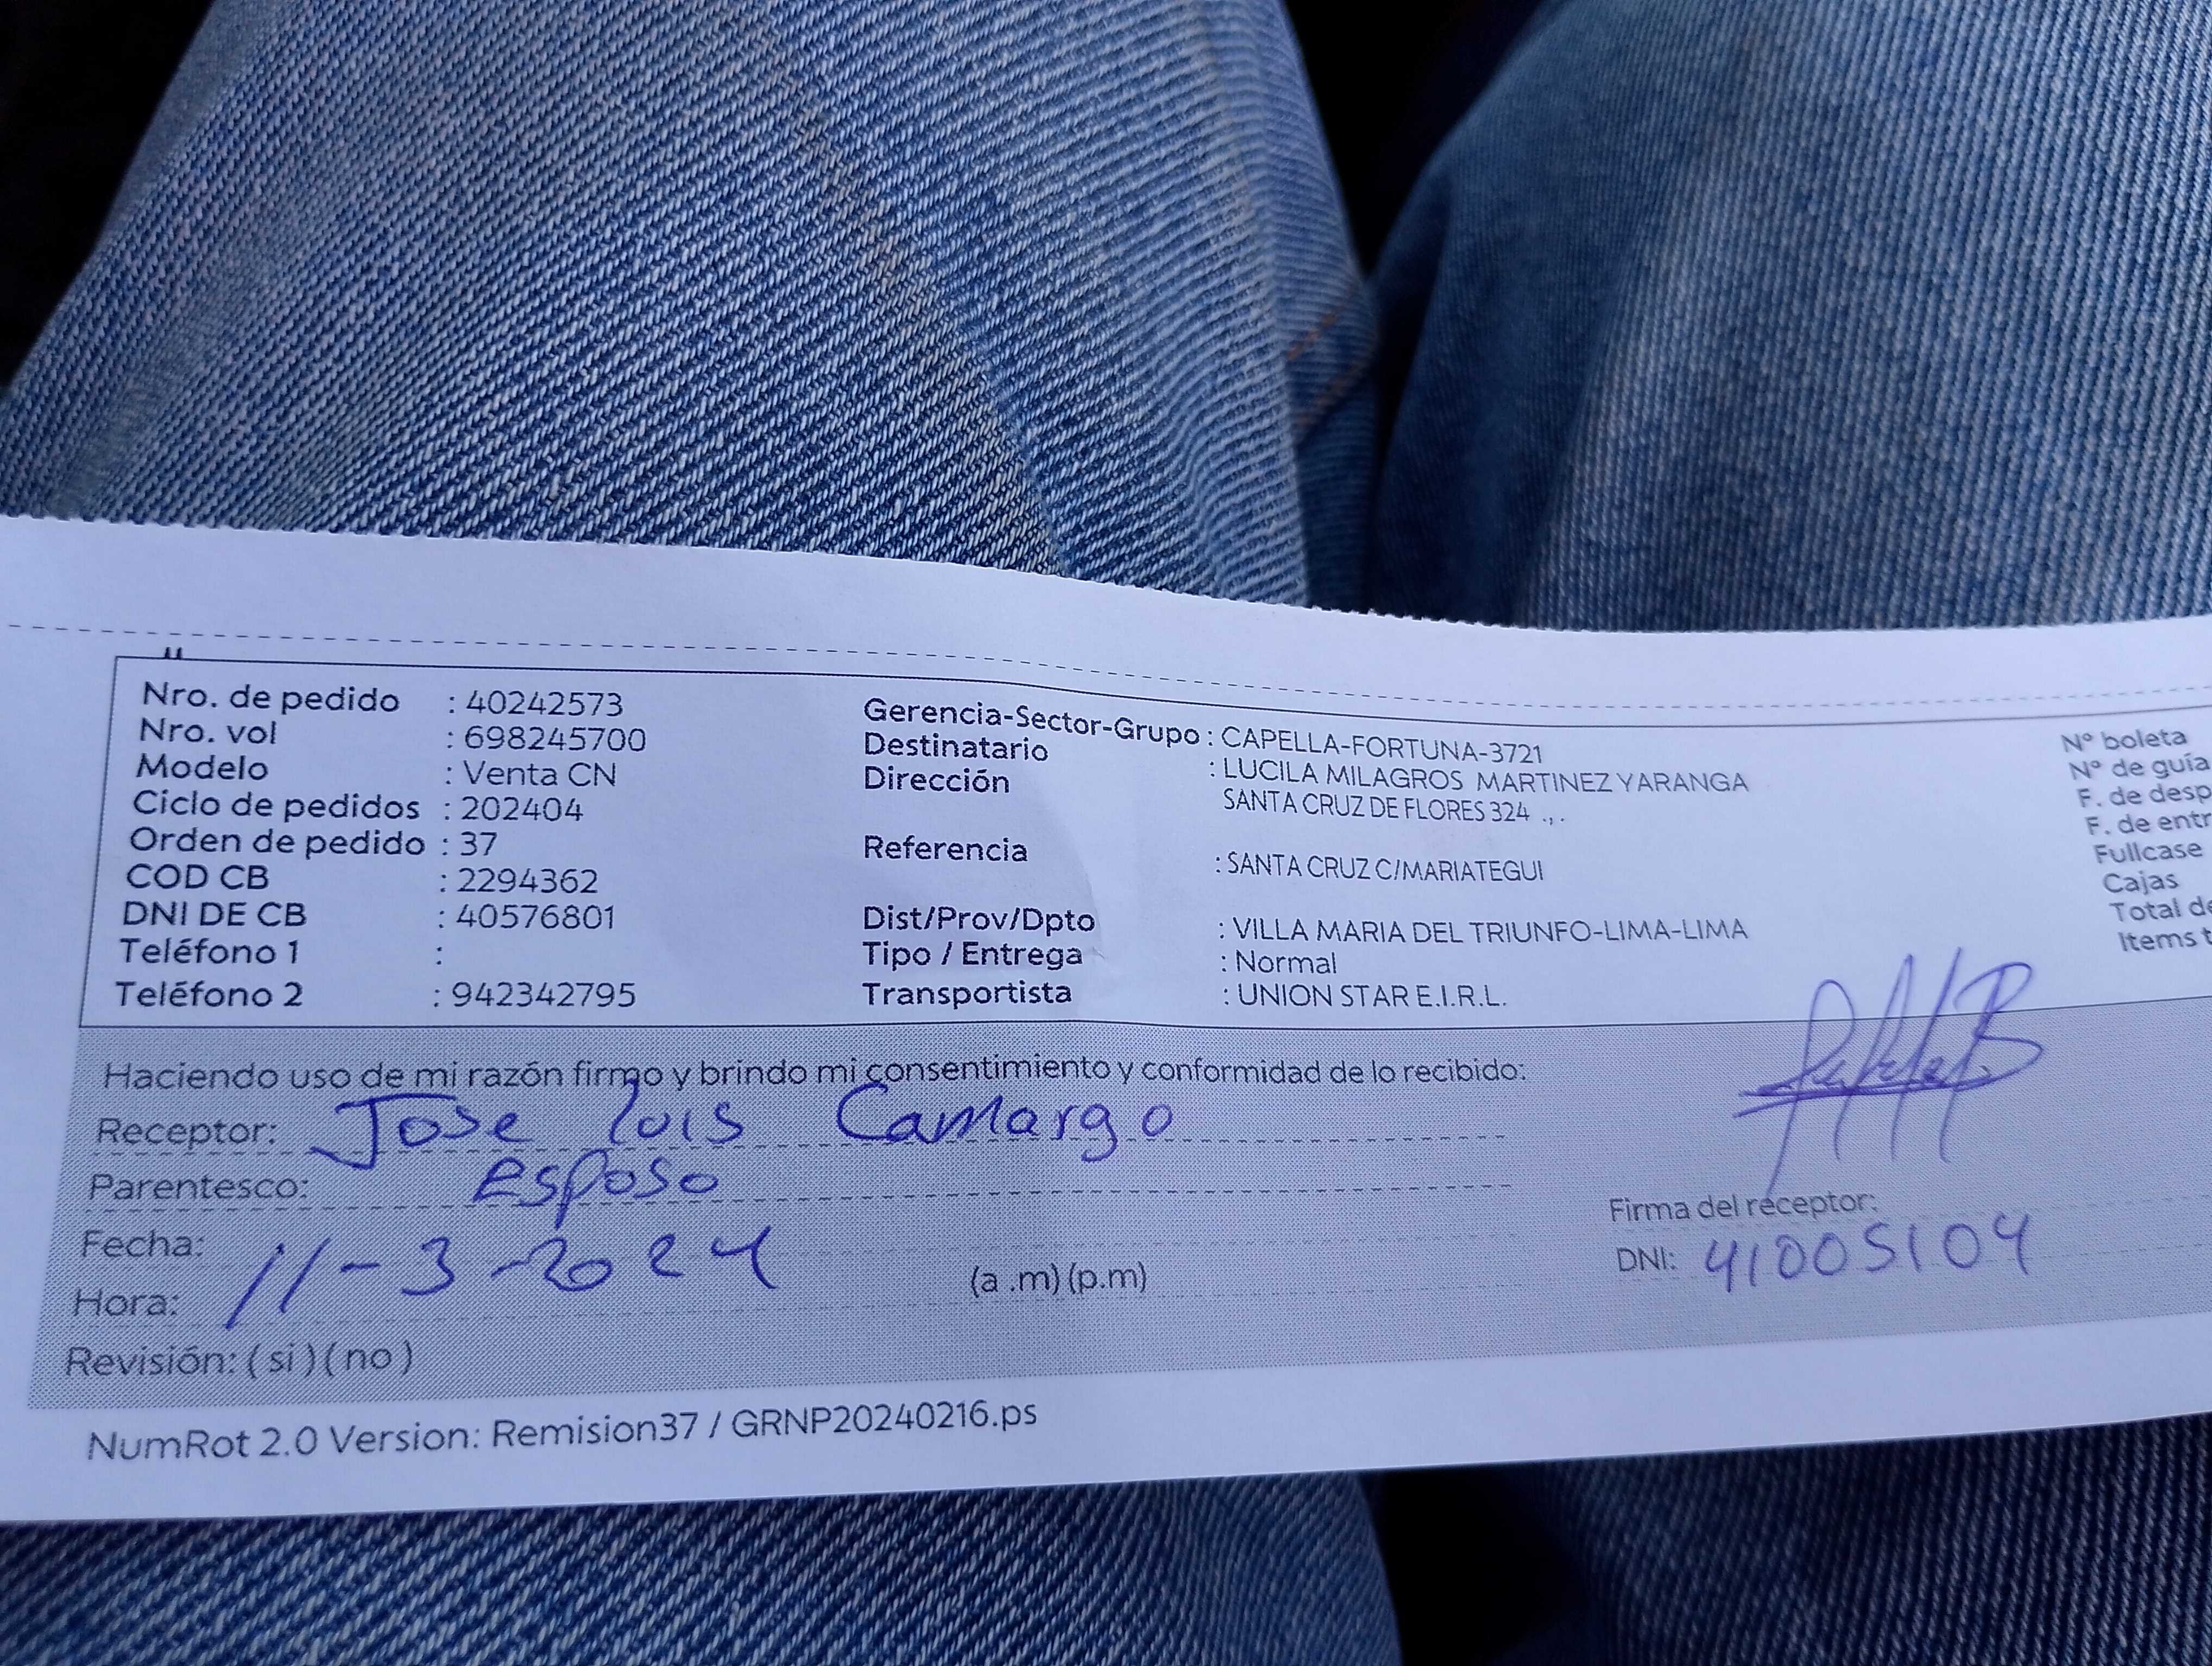 Nro. de pedido : 40242573
Nro. vol : 698245700
Modelo : Venta CN
Ciclo de pedidos : 202404
Orden de pedido : 37
COD CB : 2294362
DNI DE CB : 40576801
Teléfono 1 :
Teléfono 2 : 942342795
Gerencia-Sector-Grupo : CAPELLA-FORTUNA-3721
Destinatario : LUCILA MILAGROS MARTINEZ YARANGA
Dirección SANTA CRUZ DE FLORES 324 .,.
Referencia : SANTA CRUZ C/MARIATEGUI
Dist/Prov/Dpto : VILLA MARIA DEL TRIUNFO-LIMA-LIMA
Tipo / Entrega : Normal
Transportista : UNION STAR E.I.R.L.
Nº boleta
Nº de guía
F. de desp
F. de entr
Fullcase
Cajas
Total de
Items t
Haciendo uso de mi razón firmo y brindo mi consentimiento y conformidad de lo recibido:
Receptor: Jose Luis Camargo
Parentesco: Esposo
Fecha: 11-3-2024
Hora: (a .m) (p.m)
Revisión: ( si ) ( no )
Firma del receptor:
DNI: 41005104
NumRot 2.0 Version: Remision37 / GRNP20240216.ps